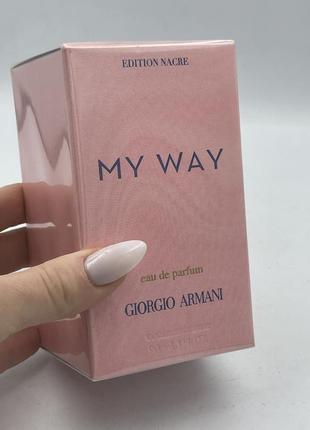 EDITION NACRE
MY WAY
eau de parfum
GIORGIO ARMANI